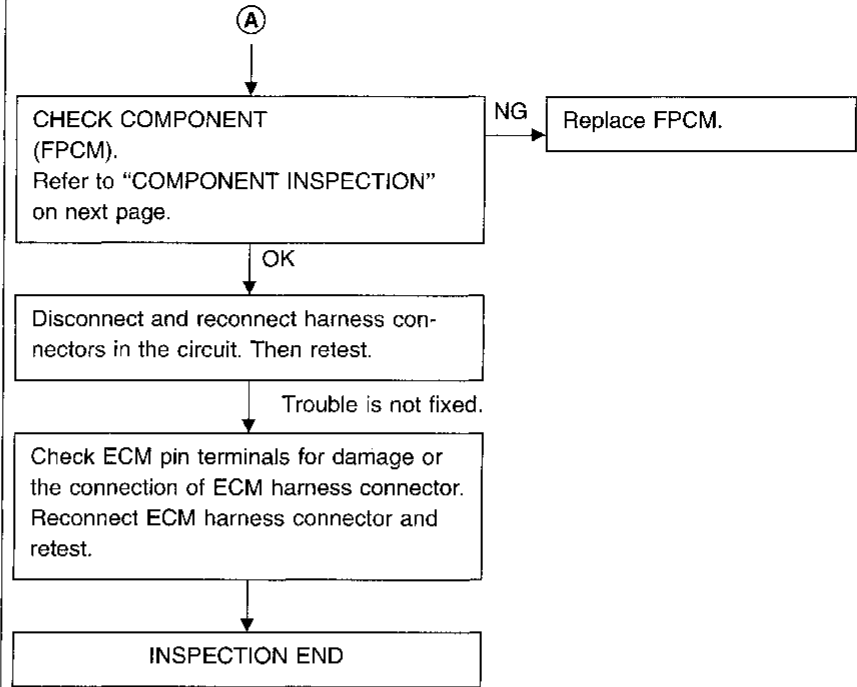 A
CHECK COMPONENT
(FPCM).
Refer to “COMPONENT INSPECTION”
on next page.
NG
Replace FPCM.
OK
Disconnect and reconnect harness con-
nectors in the circuit. Then retest.
Trouble is not fixed.
Check ECM pin terminals for damage or
the connection of ECM harness connector.
Reconnect ECM harness connector and
retest.
INSPECTION END